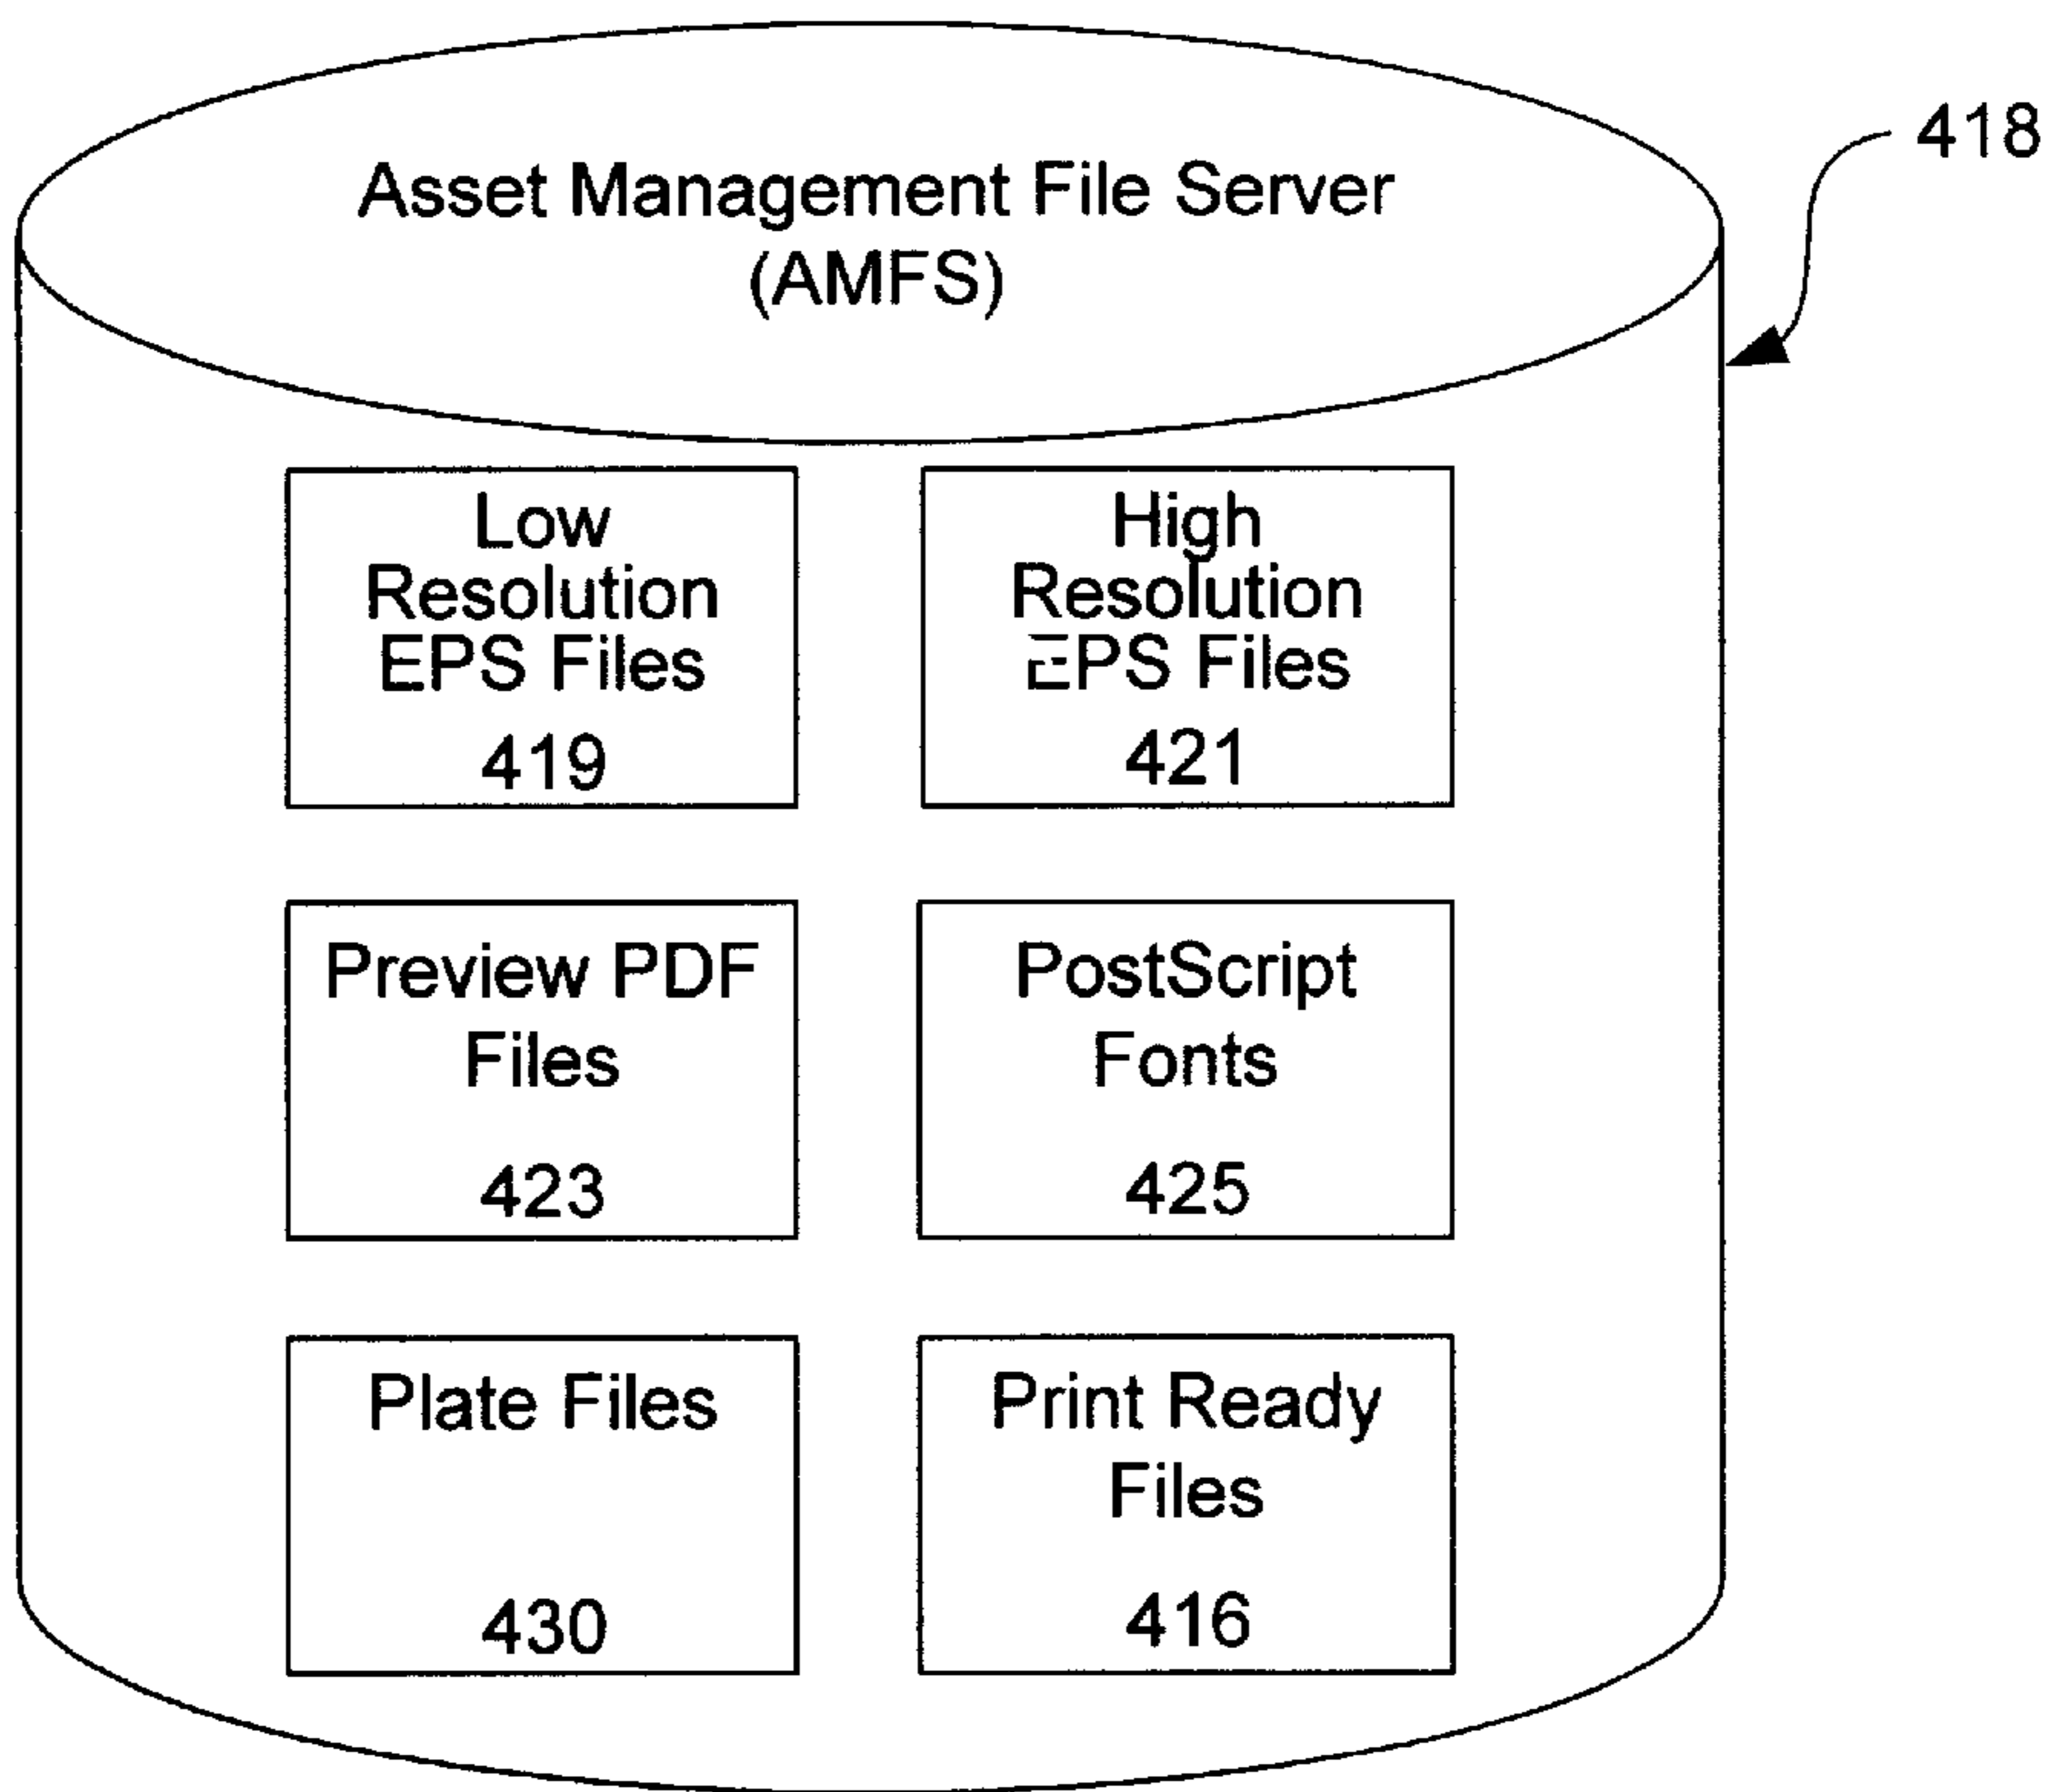 Asset Management File Server
(AMFS)
418
Low
Resolution
EPS Files
419
High
Resolution
EPS Files
421
Preview PDF
Files
423
PostScript
Fonts
425
Plate Files
430
Print Ready
Files
416